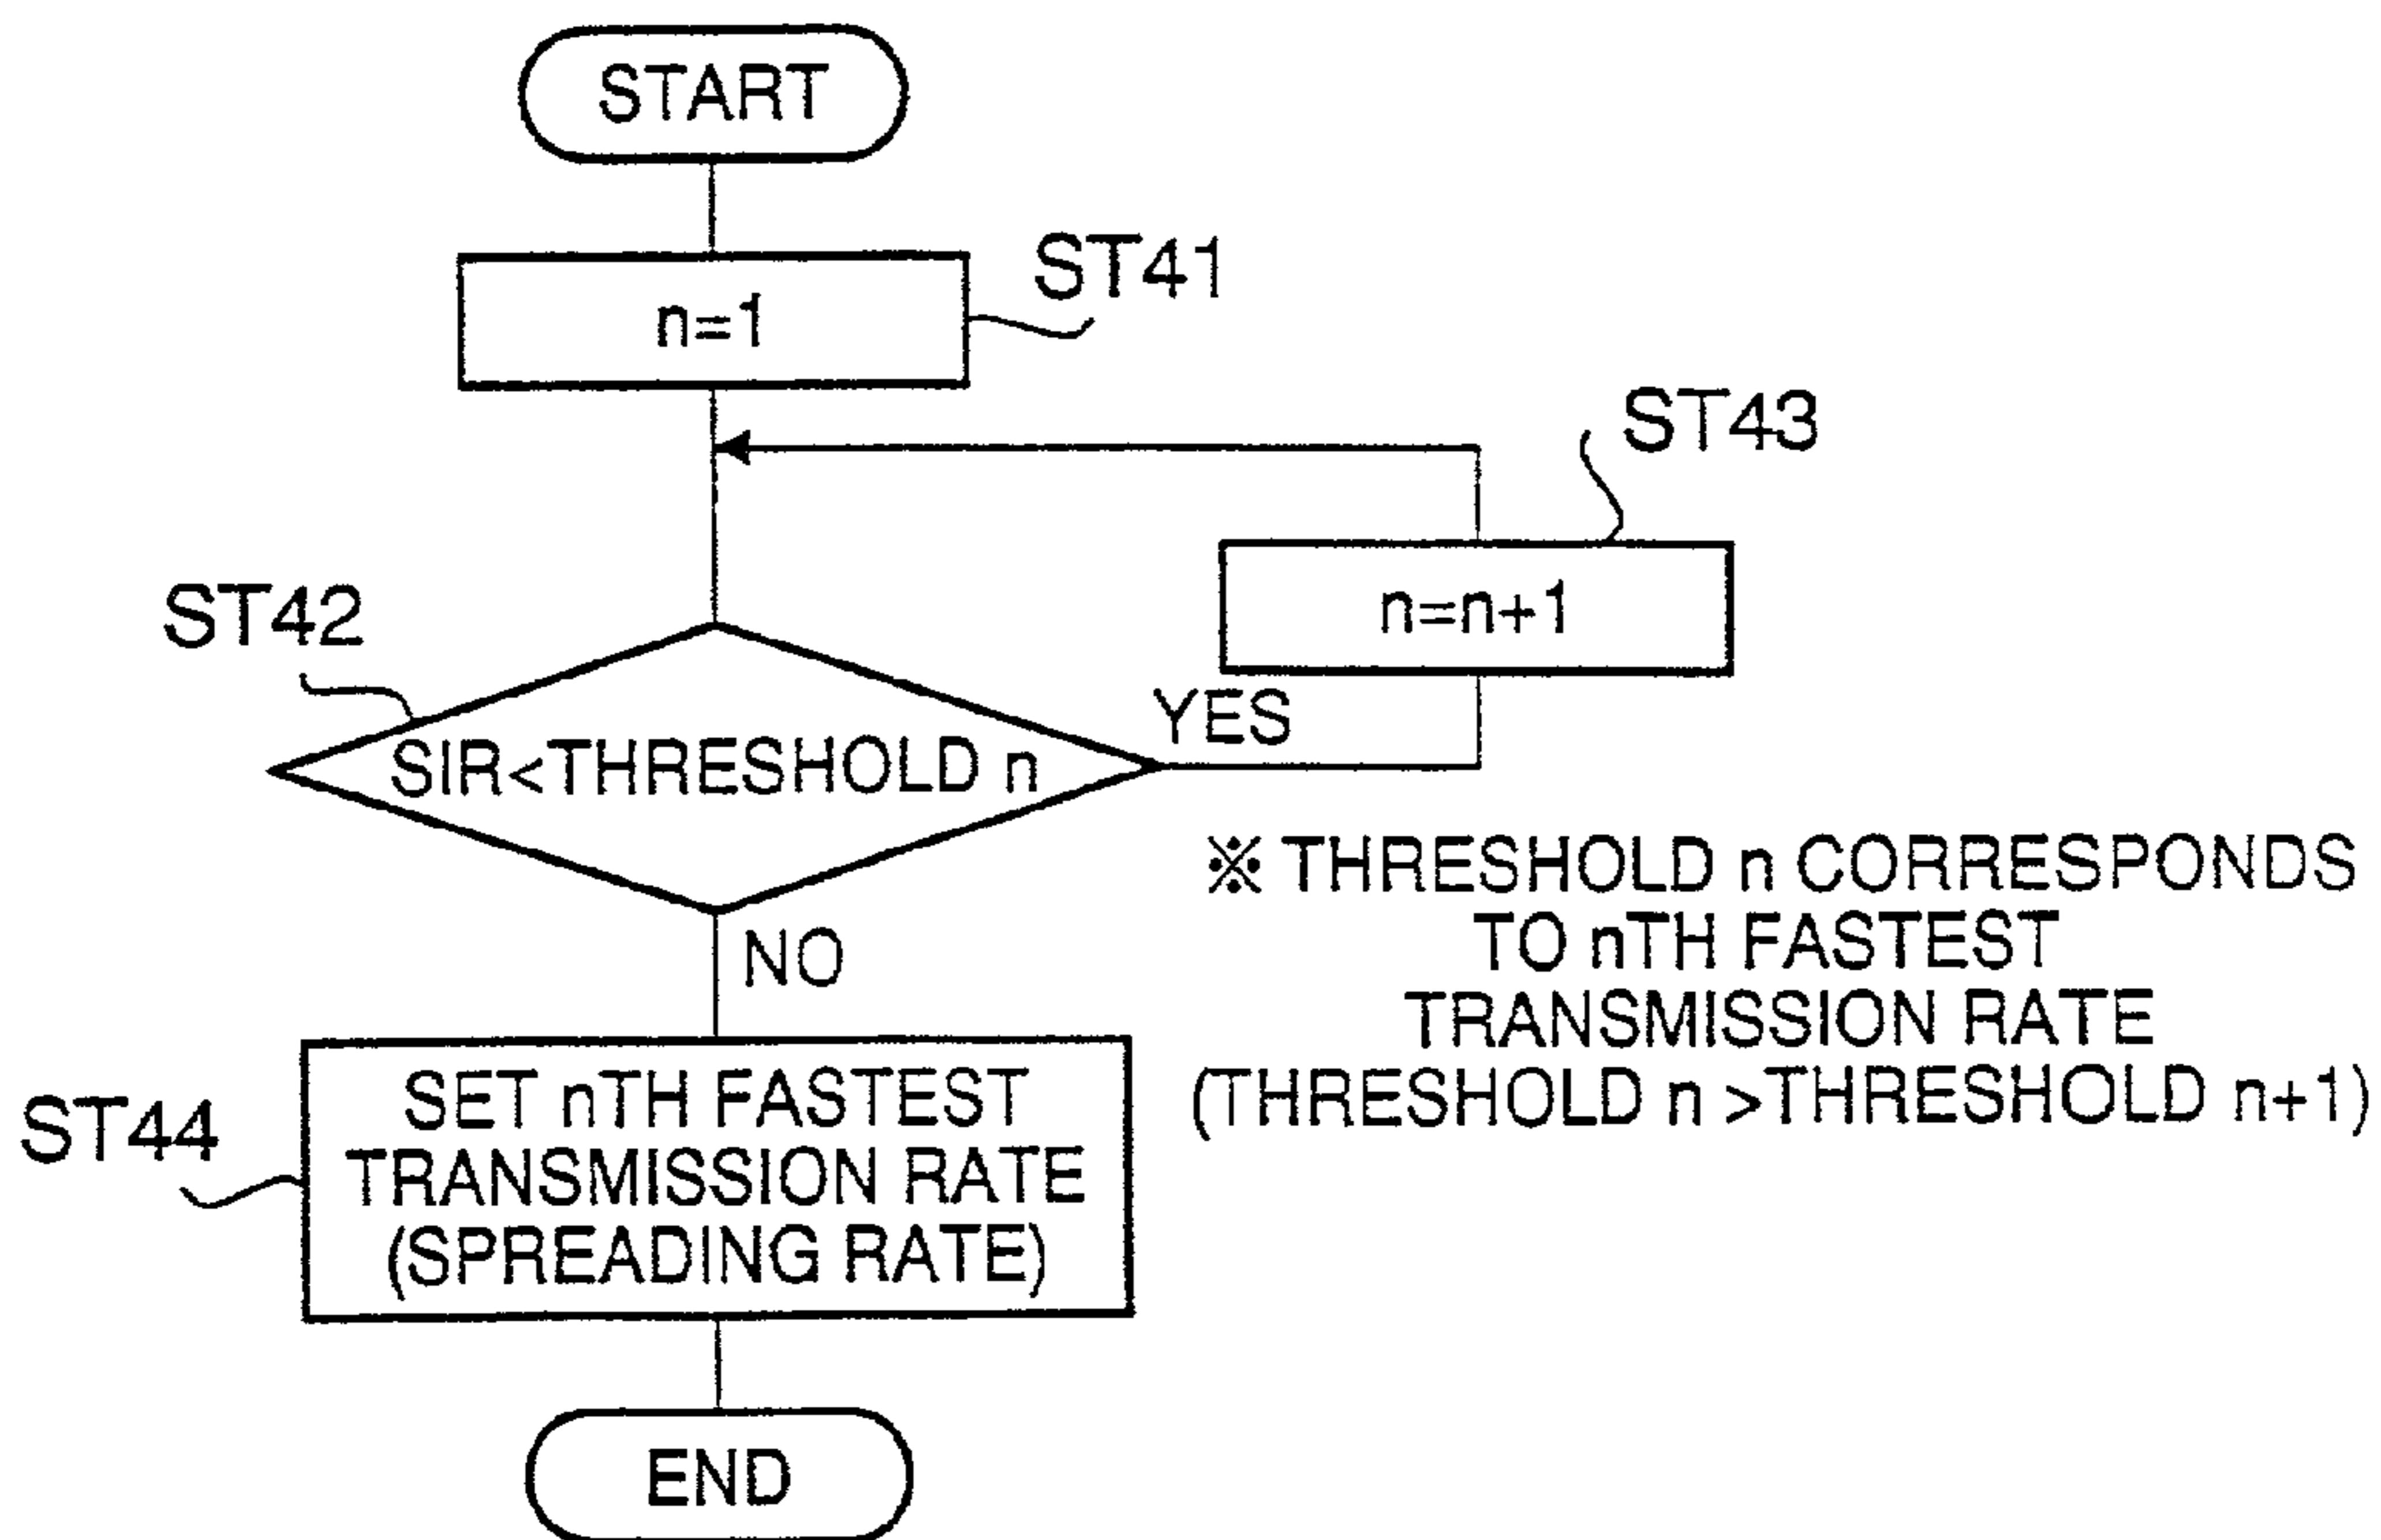 START
n=1
ST41
ST43
n=n+1
ST42
SIR<THRESHOLD n
YES
NO
※ THRESHOLD n CORRESPONDS
TO nTH FASTEST
TRANSMISSION RATE
(THRESHOLD n >THRESHOLD n+1)
ST44
SET nTH FASTEST
TRANSMISSION RATE
(SPREADING RATE)
END